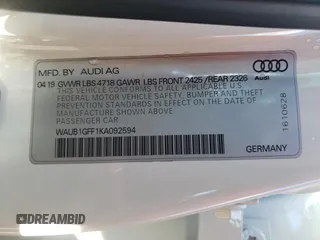 MFD. BY AUDI AG
04 19 GVWR LBS 4718 GAWR LBS FRONT 2425 / REAR 2326
THIS VEHICLE CONFORMS TO ALL APPLICABLE U.S.
FEDERAL MOTOR VEHICLE SAFETY, BUMPER, AND
THEFT PREVENTION STANDARDS IN EFFECT ON THE
DATE OF MANUFACTURE SHOWN ABOVE.
PASSENGER CAR
WAUB1GFF1KA092594
GERMANY
Audi
1610628
DREAMBID